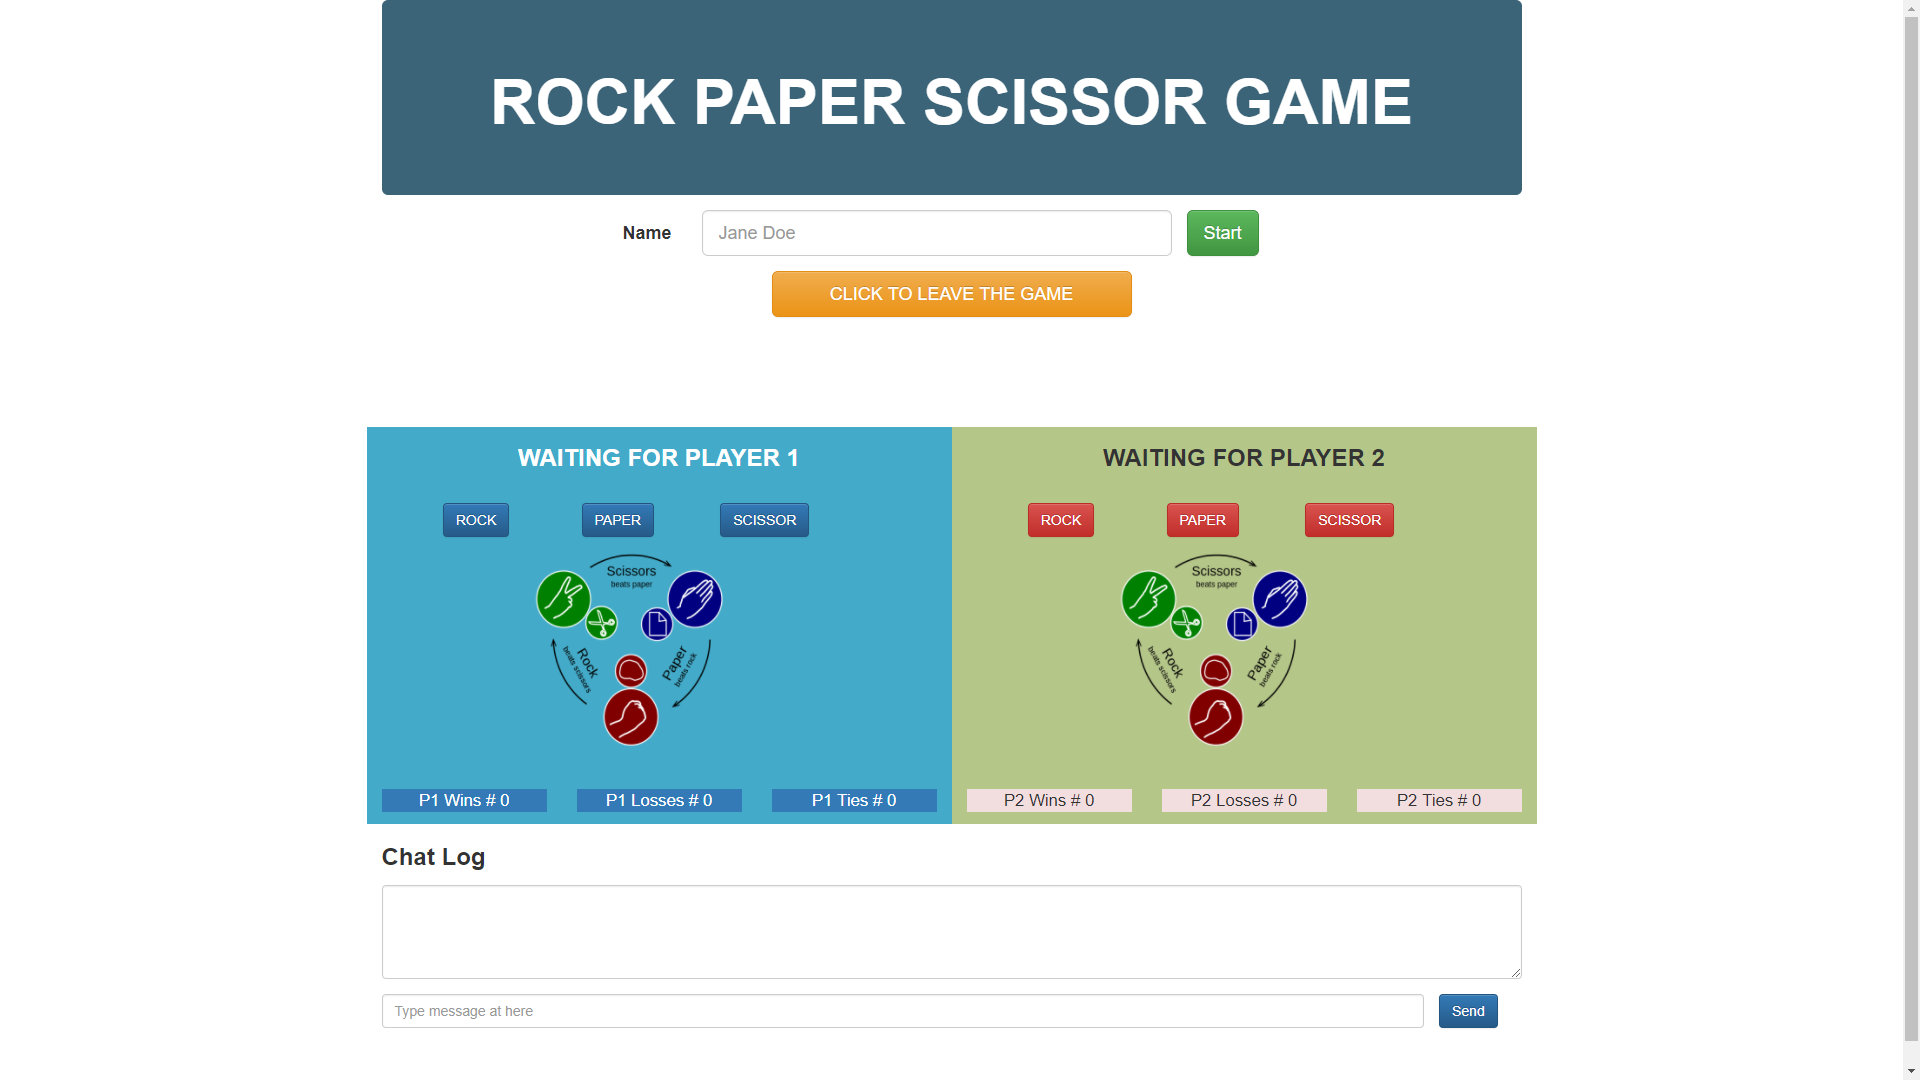 ROCK PAPER SCISSOR GAME
Name
Jane Doe
Start
CLICK TO LEAVE THE GAME
WAITING FOR PLAYER 1
ROCK
PAPER
SCISSOR
Scissors
beats paper
Rock
beats scissors
Paper
beats rock
P1 Wins # 0
P1 Losses # 0
P1 Ties # 0
WAITING FOR PLAYER 2
ROCK
PAPER
SCISSOR
Scissors
beats paper
Rock
beats scissors
Paper
beats rock
P2 Wins # 0
P2 Losses # 0
P2 Ties # 0
Chat Log
Type message at here
Send